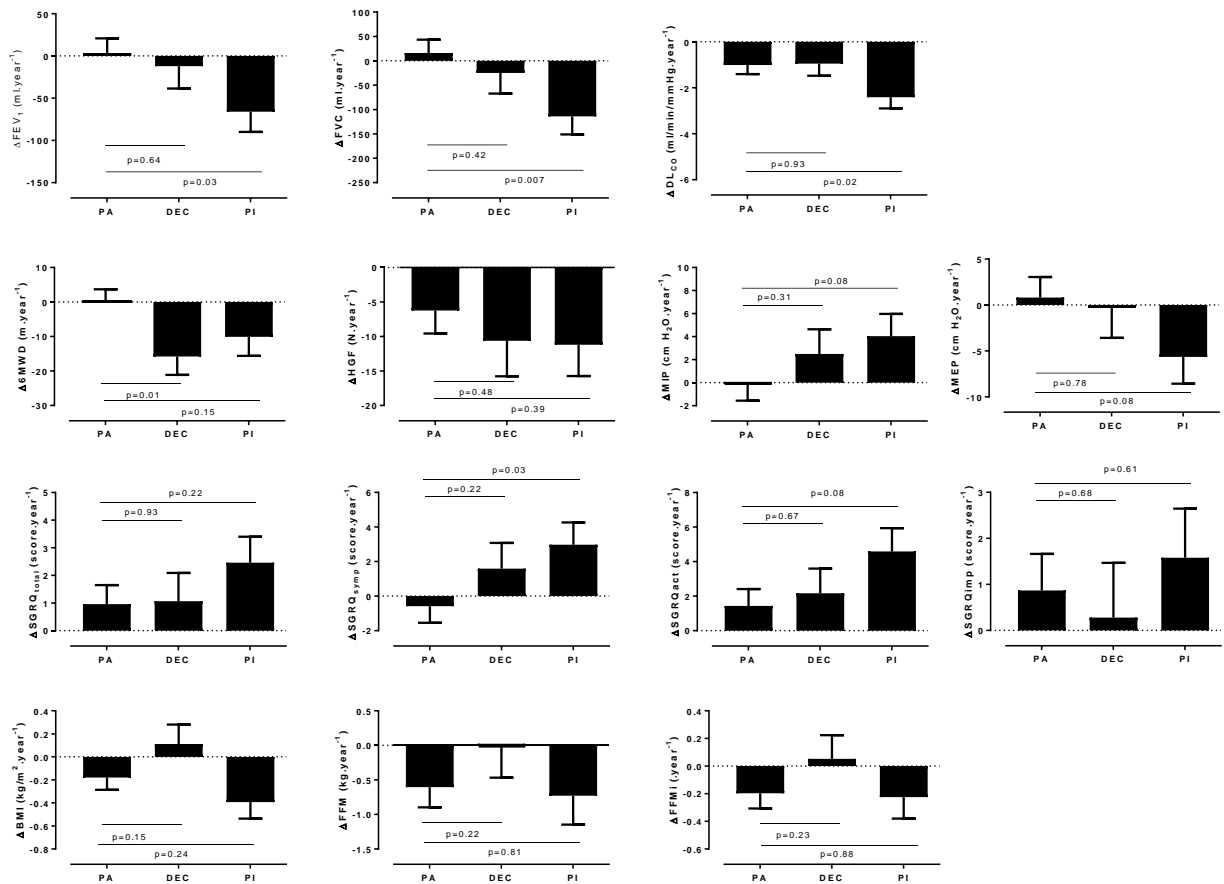 ΔFEV1 (ml.year-1)
50
0
-50
-100
-150
p=0.64
p=0.03
PA DEC PI
ΔFVC (ml.year-1)
100
50
0
-50
-100
-150
-200
-250
p=0.42
p=0.007
PA DEC PI
ΔDLCO (ml/min/mmHg.year-1)
0
-2
-4
-6
p=0.93
p=0.02
PA DEC PI
Δ6MWD (m.year-1)
10
0
-10
-20
-30
p=0.01
p=0.15
PA DEC PI
ΔHGF (N.year-1)
0
-5
-10
-15
-20
p=0.48
p=0.39
PA DEC PI
ΔMIP (cm H2O.year-1)
10
8
6
4
2
0
-2
p=0.08
p=0.31
PA DEC PI
ΔMEP (cm H2O.year-1)
5
0
-5
-10
p=0.78
p=0.08
PA DEC PI
ΔSGRQtotal (score.year-1)
5
4
3
2
1
0
p=0.22
p=0.93
PA DEC PI
ΔSGRQsymp (score.year-1)
6
4
2
0
-2
p=0.03
p=0.22
PA DEC PI
ΔSGRQact (score.year-1)
6
4
2
0
p=0.08
p=0.67
PA DEC PI
ΔSGRQimp (score.year-1)
3
2
1
0
p=0.61
p=0.68
PA DEC PI
ΔBMI (kg/m2.year-1)
0.4
0.2
0.0
-0.2
-0.4
-0.6
-0.8
p=0.15
p=0.24
PA DEC PI
ΔFFM (kg.year-1)
0.5
0.0
-0.5
-1.0
-1.5
p=0.22
p=0.81
PA DEC PI
ΔFFMi (.year-1)
0.4
0.2
0.0
-0.2
-0.4
-0.6
p=0.23
p=0.88
PA DEC PI